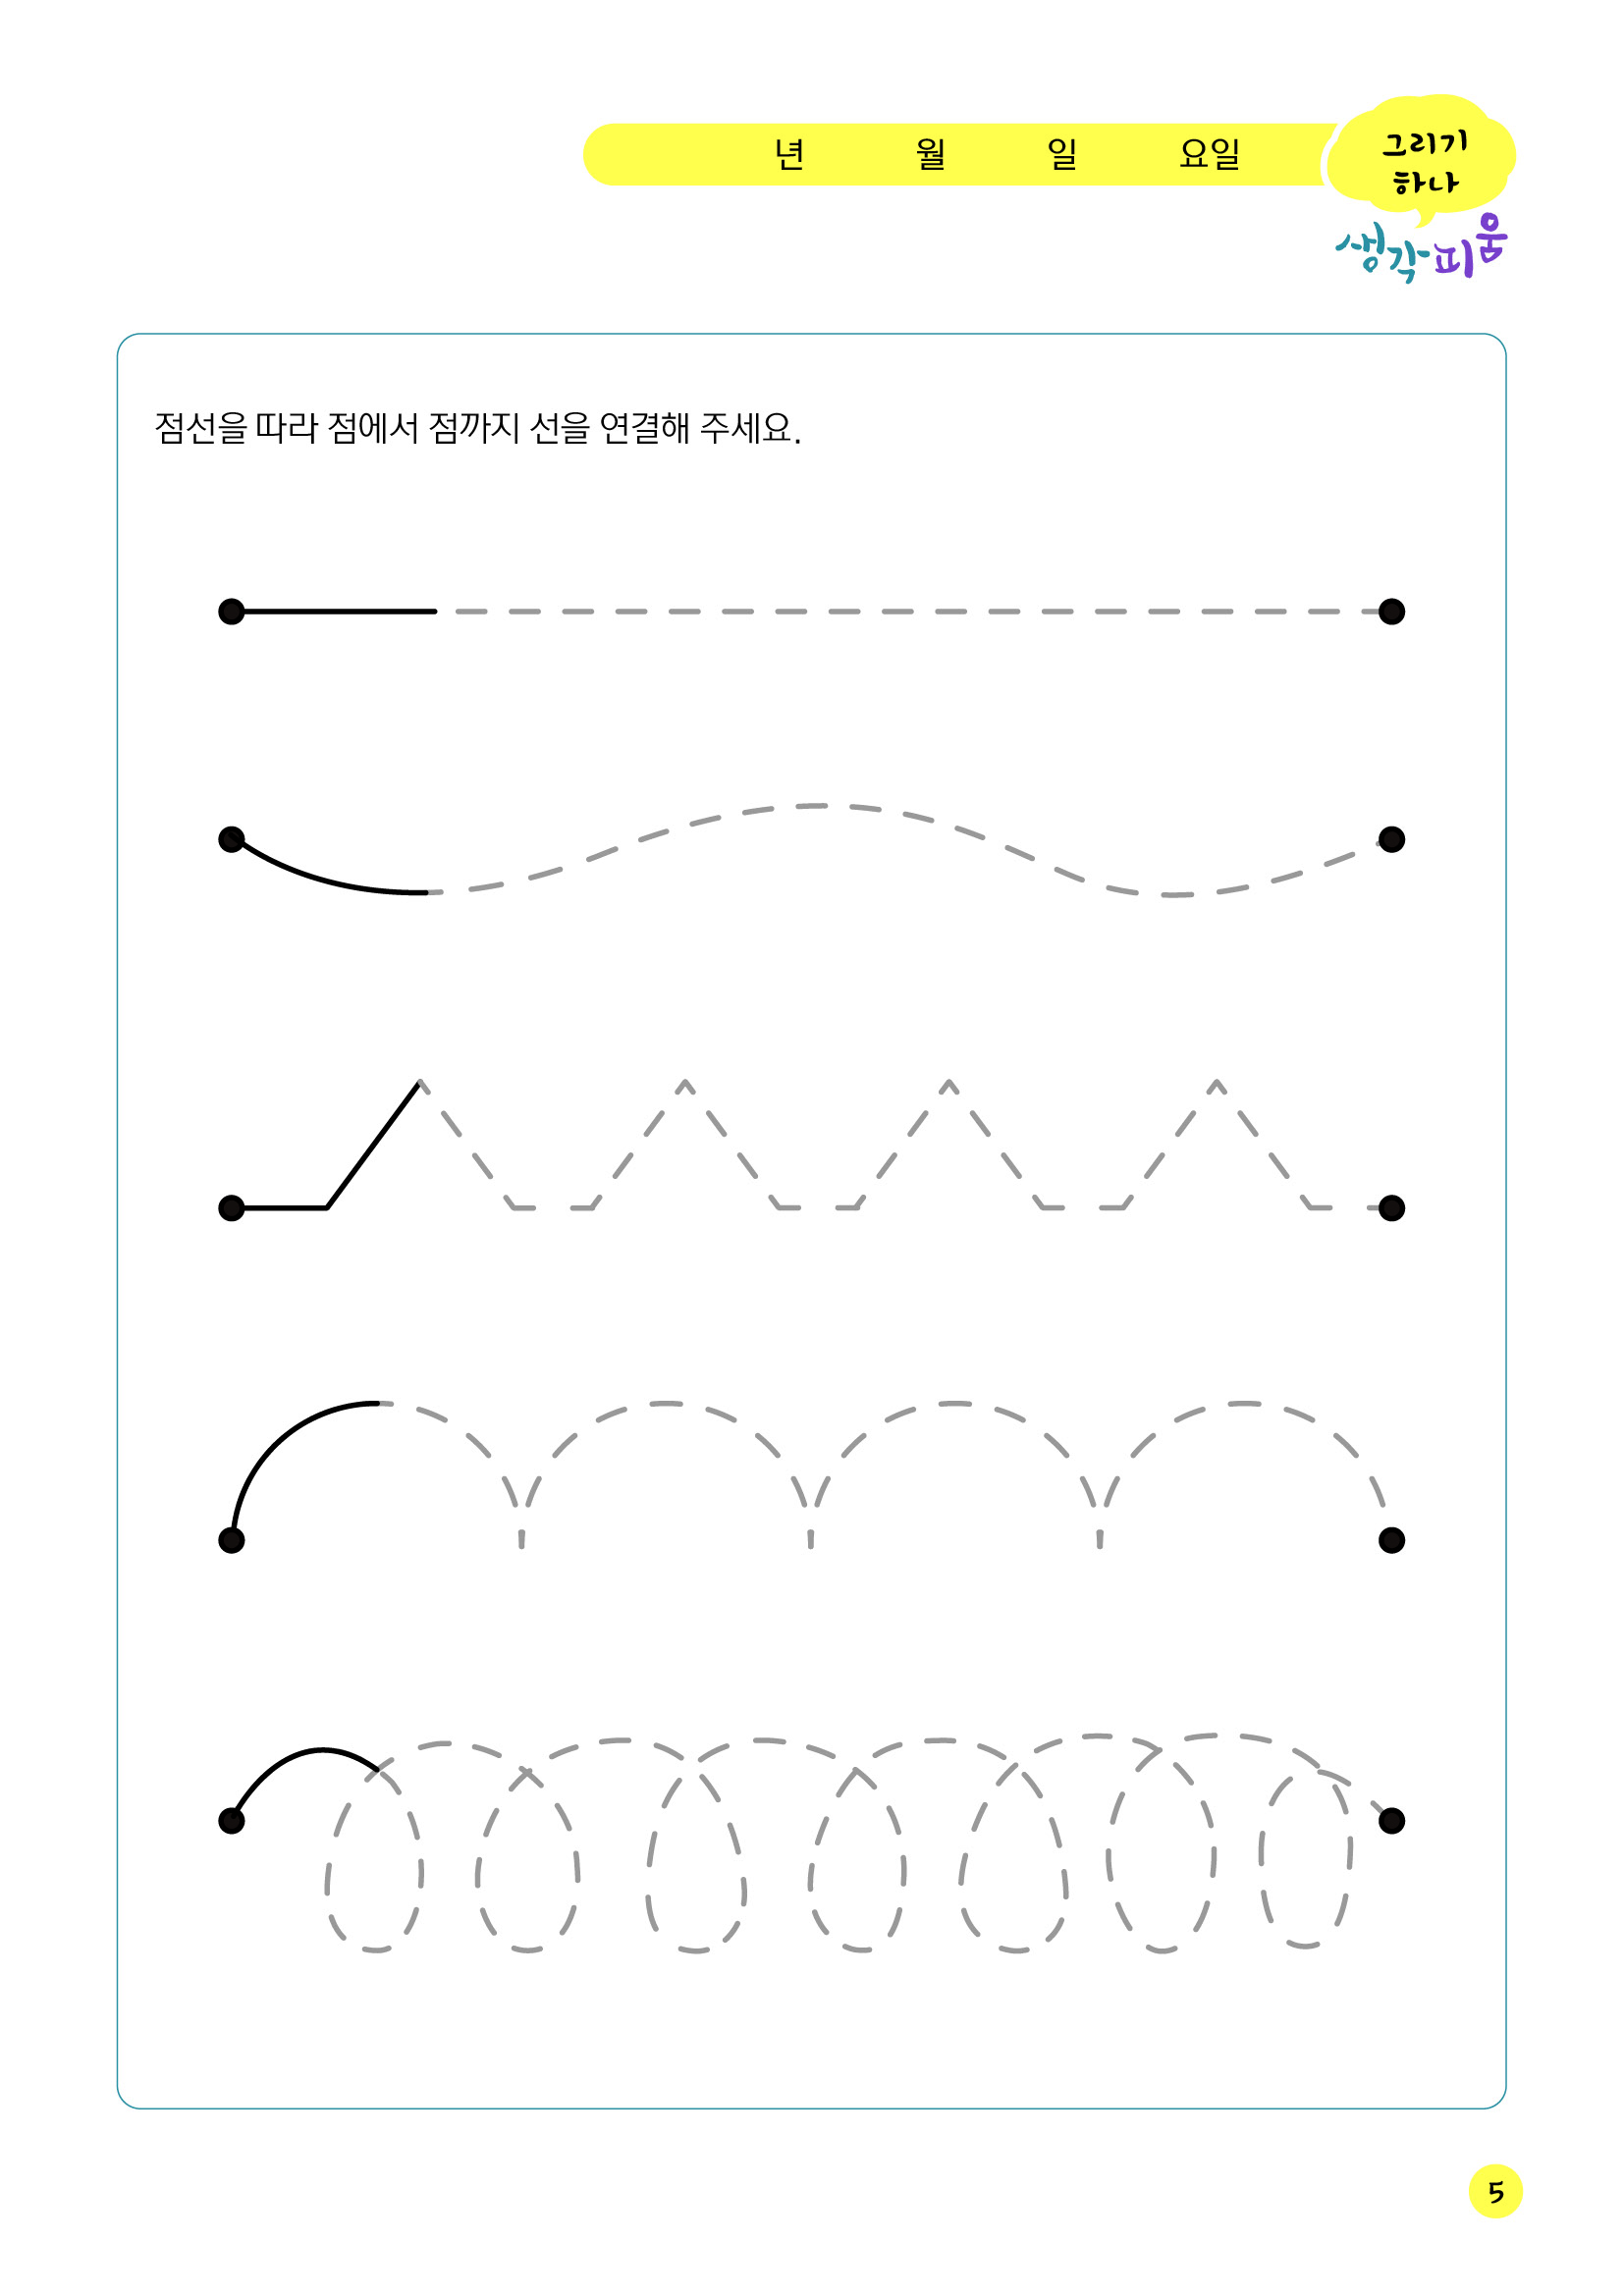 년 월 일 요일
그리기
하나
생각피움
점선을 따라 점에서 점까지 선을 연결해 주세요.
5